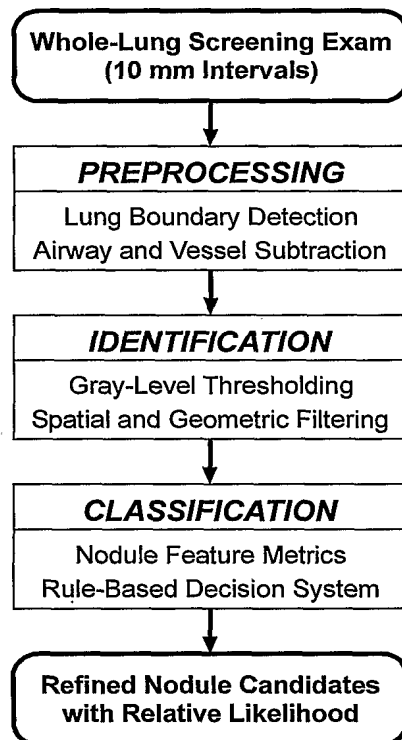 Whole-Lung Screening Exam
(10 mm Intervals)
PREPROCESSING
Lung Boundary Detection
Airway and Vessel Subtraction
IDENTIFICATION
Gray-Level Thresholding
Spatial and Geometric Filtering
CLASSIFICATION
Nodule Feature Metrics
Rule-Based Decision System
Refined Nodule Candidates
with Relative Likelihood